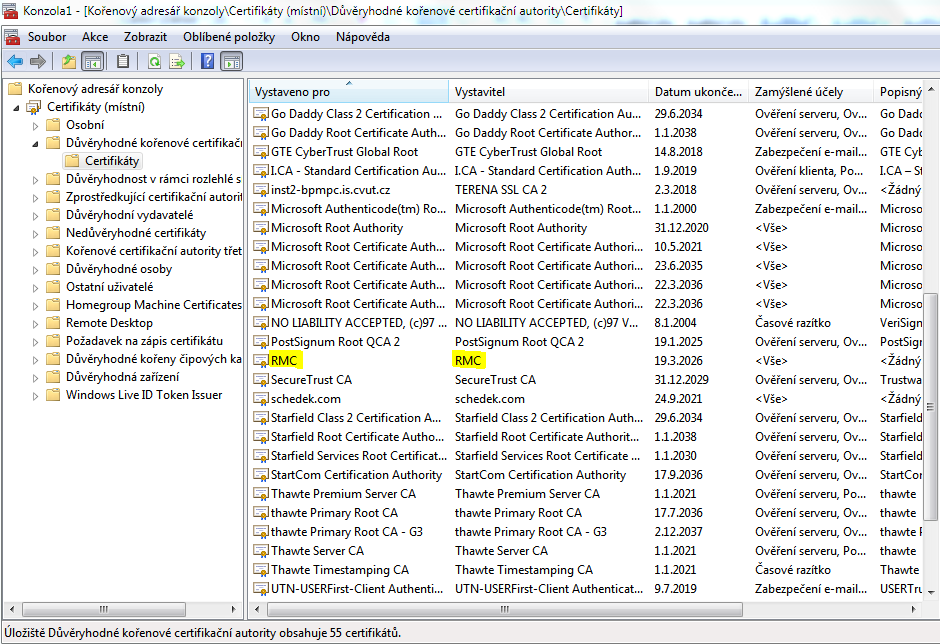 Konzola1 - [Kořenový adresář konzoly\Certifikáty (místní)\Důvěryhodné kořenové certifikační autority\Certifikáty]
Soubor Akce Zobrazit Oblíbené položky Okno Nápověda
Kořenový adresář konzoly
Certifikáty (místní)
Osobní
Důvěryhodné kořenové certifikačn
Certifikáty
Důvěryhodnost v rámci rozlehlé s
Zprostředkující certifikační autorit
Důvěryhodní vydavatelé
Nedůvěryhodné certifikáty
Kořenové certifikační autority třet
Důvěryhodné osoby
Ostatní uživatelé
Homegroup Machine Certificates
Remote Desktop
Požadavek na zápis certifikátu
Důvěryhodné kořeny čipových ka
Důvěryhodná zařízení
Windows Live ID Token Issuer
Vystaveno pro Vystavitel Datum ukonče... Zamýšlené účely Popisný
Go Daddy Class 2 Certification ... Go Daddy Class 2 Certification Au... 29.6.2034 Ověření serveru, Ov... Go Dadd
Go Daddy Root Certificate Auth... Go Daddy Root Certificate Author... 1.1.2038 Ověření serveru, Ov... Go Dadd
GTE CyberTrust Global Root GTE CyberTrust Global Root 14.8.2018 Zabezpečení e-mail... GTE Cyb
I.CA - Standard Certification Aut... I.CA - Standard Certification Auth... 1.9.2019 Ověření klienta, Po... I.CA – St
inst2-bpmpc.is.cvut.cz TERENA SSL CA 2 2.3.2018 Ověření serveru, Ov... <Žádný
Microsoft Authenticode(tm) Ro... Microsoft Authenticode(tm) Root... 1.1.2000 Zabezpečení e-mail... Microso
Microsoft Root Authority Microsoft Root Authority 31.12.2020 <Vše> Microso
Microsoft Root Certificate Auth... Microsoft Root Certificate Authori... 10.5.2021 <Vše> Microso
Microsoft Root Certificate Auth... Microsoft Root Certificate Authori... 23.6.2035 <Vše> Microso
Microsoft Root Certificate Auth... Microsoft Root Certificate Authori... 22.3.2036 <Vše> Microso
Microsoft Root Certificate Auth... Microsoft Root Certificate Authori... 22.3.2036 <Vše> Microso
NO LIABILITY ACCEPTED, (c)97 ... NO LIABILITY ACCEPTED, (c)97 V... 8.1.2004 Časové razítko VeriSign
PostSignum Root QCA 2 PostSignum Root QCA 2 19.1.2025 Ověření serveru, Ov... PostSign
RMC RMC 19.3.2026 <Vše> <Žádný
SecureTrust CA SecureTrust CA 31.12.2029 Ověření serveru, Ov... Trustwa
schedek.com schedek.com 24.9.2021 <Vše> <Žádný
Starfield Class 2 Certification A... Starfield Class 2 Certification Auth... 29.6.2034 Ověření serveru, Ov... Starfield
Starfield Root Certificate Autho... Starfield Root Certificate Authorit... 1.1.2038 Ověření serveru, Ov... Starfield
Starfield Services Root Certificat... Starfield Services Root Certificate ... 1.1.2030 Ověření serveru, Ov... Starfield
StartCom Certification Authority StartCom Certification Authority 17.9.2036 Ověření serveru, Ov... StartCor
Thawte Premium Server CA Thawte Premium Server CA 1.1.2021 Ověření serveru, Po... thawte
thawte Primary Root CA thawte Primary Root CA 17.7.2036 Ověření serveru, Ov... thawte
thawte Primary Root CA - G3 thawte Primary Root CA - G3 2.12.2037 Ověření serveru, Ov... thawte F
Thawte Server CA Thawte Server CA 1.1.2021 Ověření serveru, Po... thawte
Thawte Timestamping CA Thawte Timestamping CA 1.1.2021 Časové razítko Thawte
UTN-USERFirst-Client Authenti... UTN-USERFirst-Client Authenticat... 9.7.2019 Zabezpečení e-mail... USERTru
Úložiště Důvěryhodné kořenové certifikační autority obsahuje 55 certifikátů.